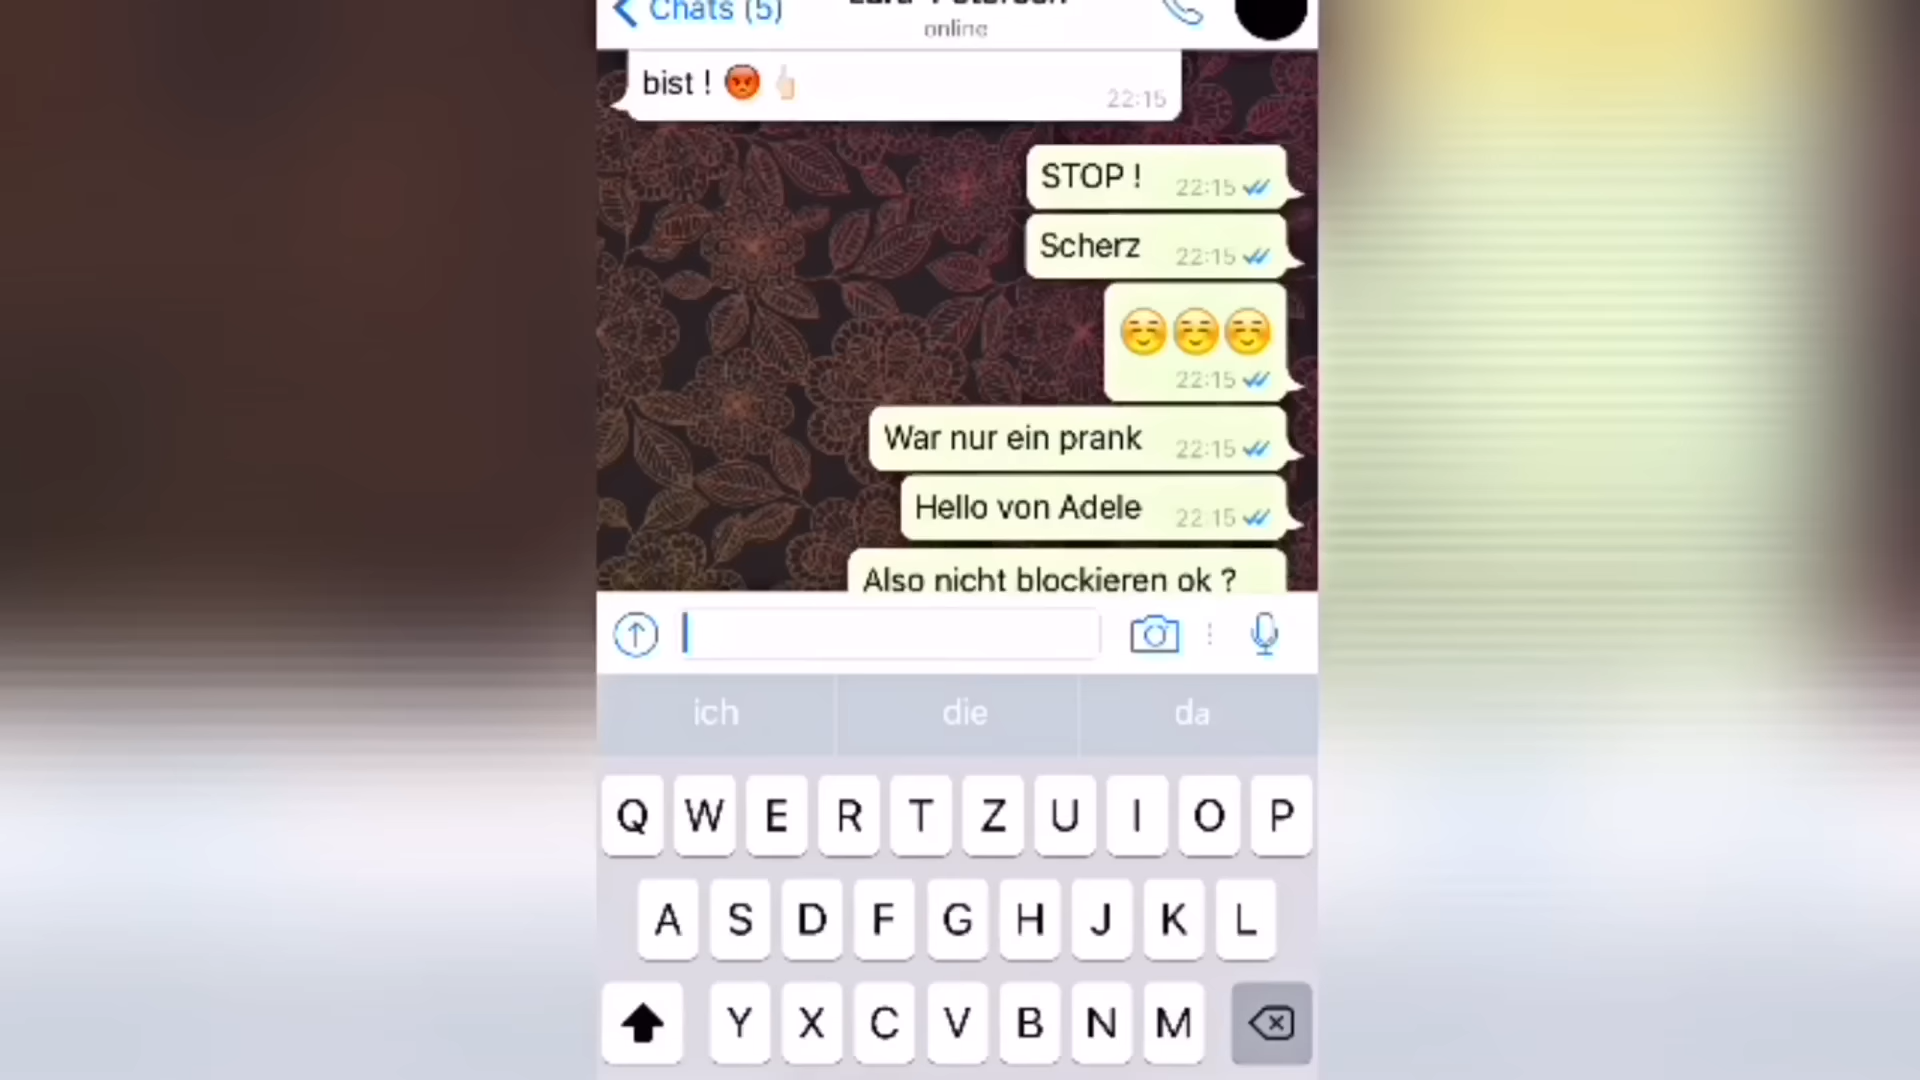 Chats (5)
online
bist ! 😡 🖕🏻
22:15
STOP ! 22:15
Scherz 22:15
☺️☺️☺️
22:15
War nur ein prank 22:15
Hello von Adele 22:15
Also nicht blockieren ok ?
ich die da
Q W E R T Z U I O P
A S D F G H J K L
Y X C V B N M